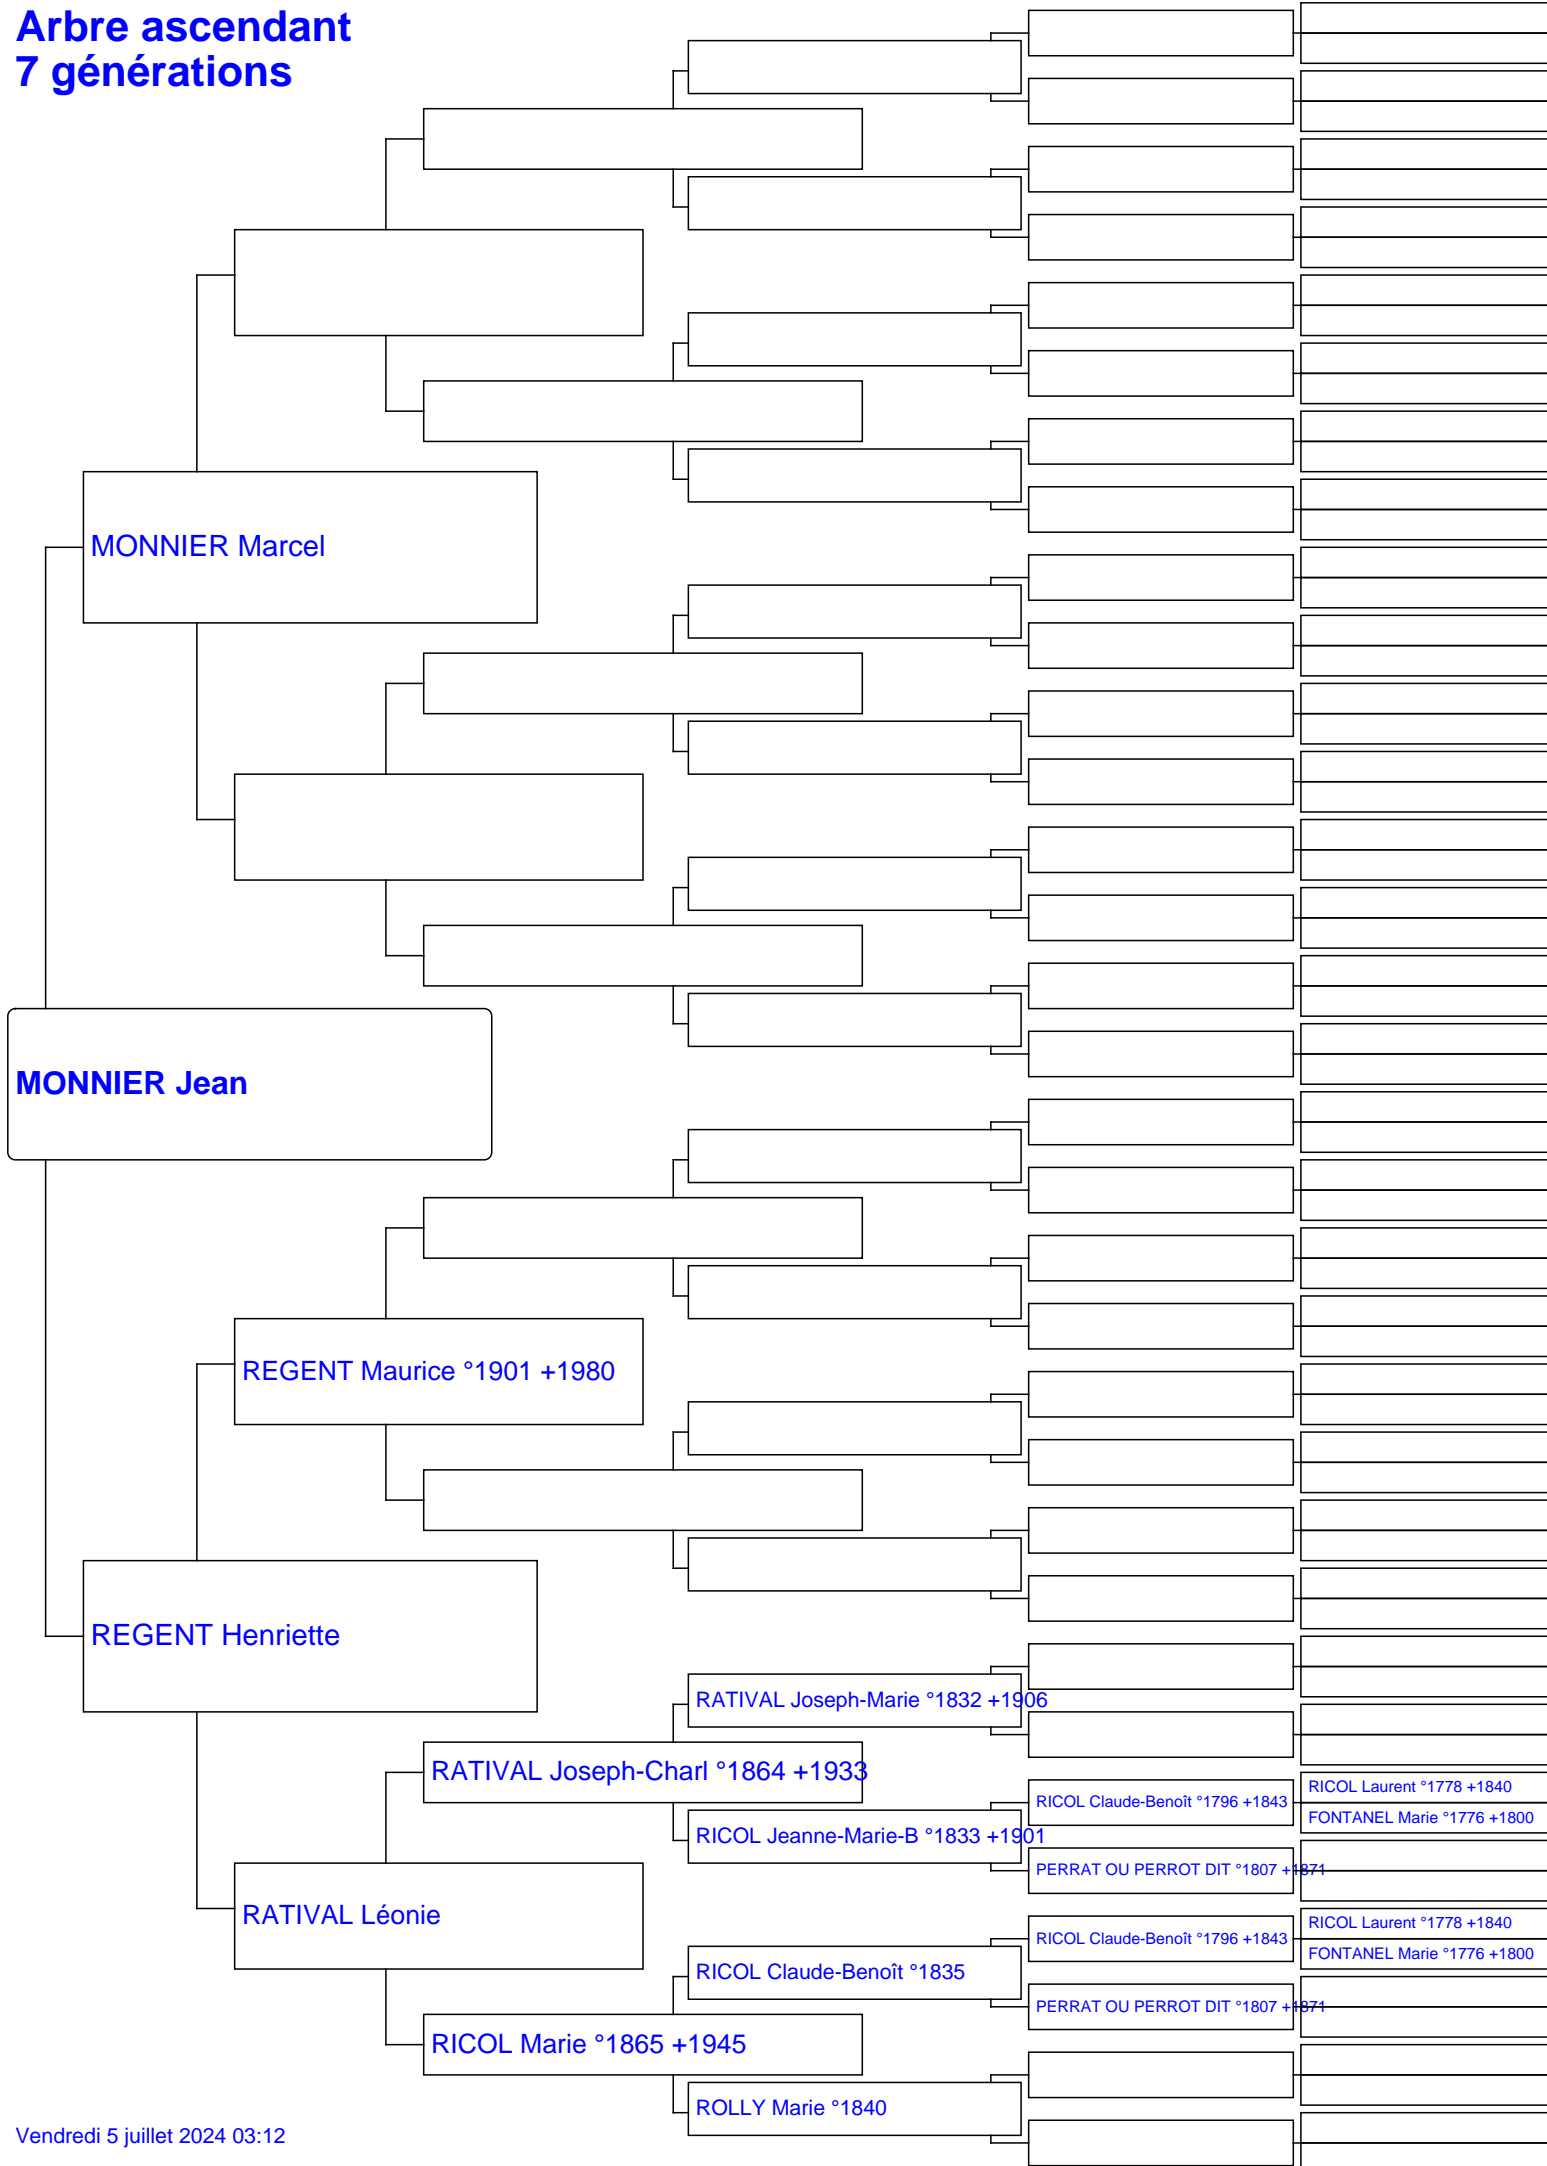 Arbre ascendant
7 générations
MONNIER Marcel
MONNIER Jean
REGENT Maurice °1901 +1980
REGENT Henriette
RATIVAL Joseph-Marie °1832 +1906
RATIVAL Joseph-Charl °1864 +1933
RICOL Claude-Benoît °1796 +1843
RICOL Laurent °1778 +1840
FONTANEL Marie °1776 +1800
RICOL Jeanne-Marie-B °1833 +1901
PERRAT OU PERROT DIT °1807 +1871
RATIVAL Léonie
RICOL Claude-Benoît °1796 +1843
RICOL Laurent °1778 +1840
FONTANEL Marie °1776 +1800
RICOL Claude-Benoît °1835
PERRAT OU PERROT DIT °1807 +1871
RICOL Marie °1865 +1945
ROLLY Marie °1840
Vendredi 5 juillet 2024 03:12